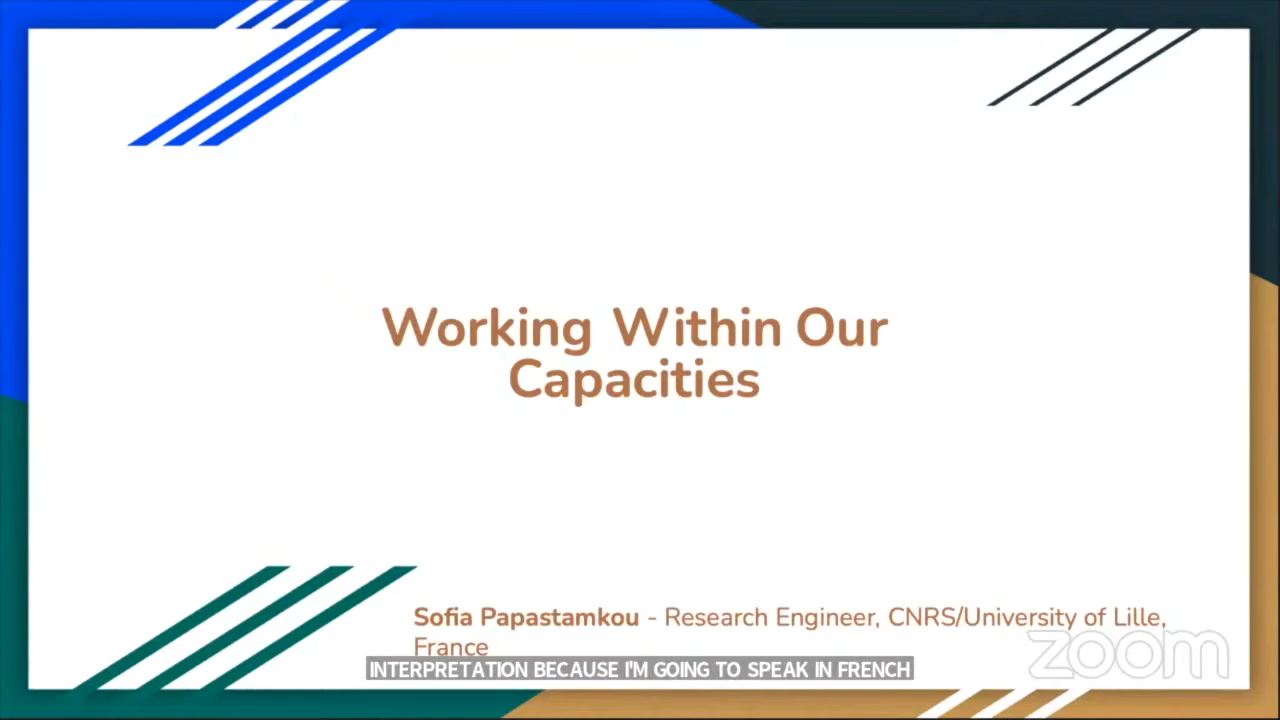 Working Within Our
Capacities
Sofia Papastamkou - Research Engineer, CNRS/University of Lille,
France
INTERPRETATION BECAUSE I'M GOING TO SPEAK IN FRENCH
zoom